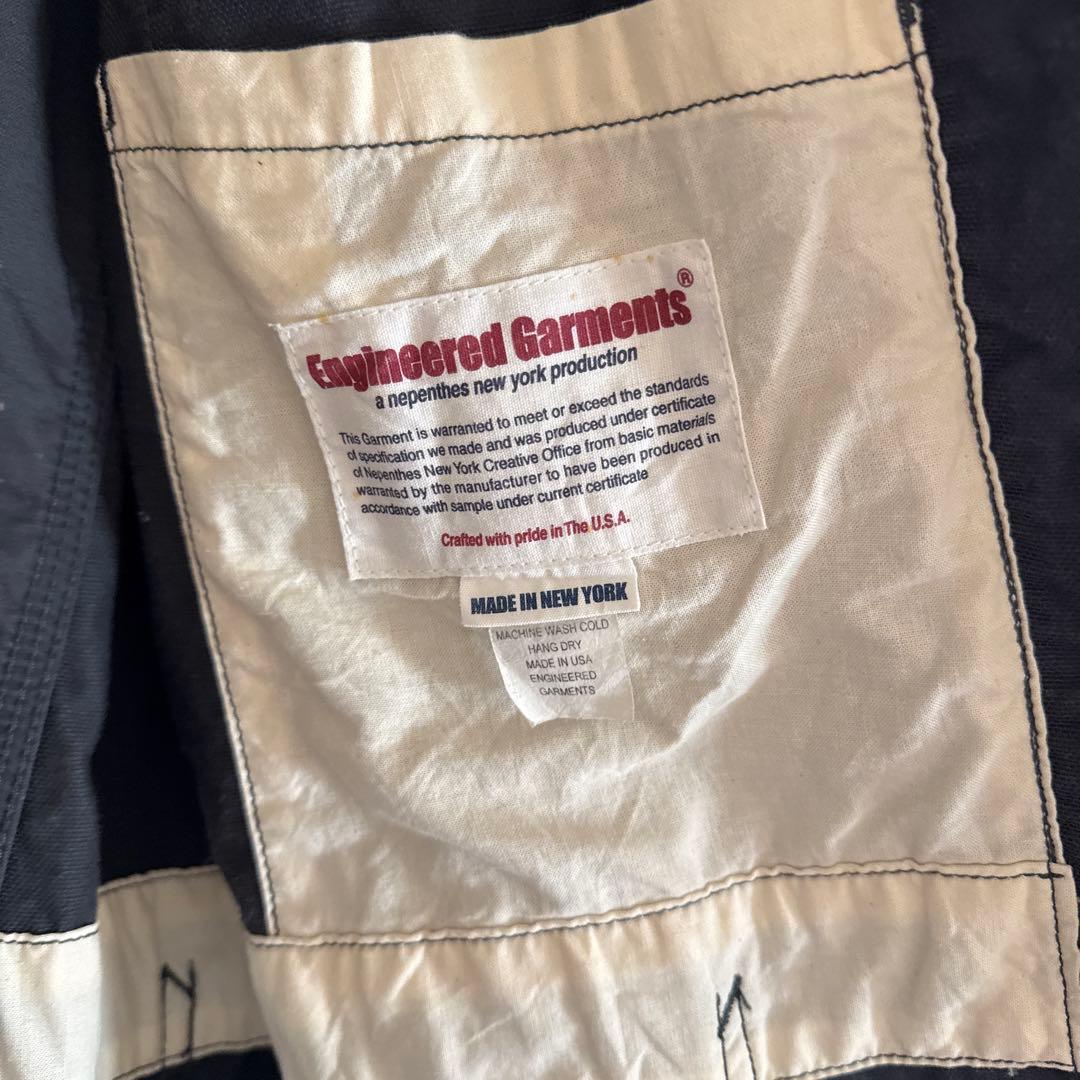 Engineered Garments®
a nepenthes new york production
This Garment is warranted to meet or exceed the standards
of specification we made and was produced under certificate
of Nepenthes New York Creative Office from basic materials
warranted by the manufacturer to have been produced in
accordance with sample under current certificate
Crafted with pride in The U.S.A.
MADE IN NEW YORK
MACHINE WASH COLD
HANG DRY
MADE IN USA
ENGINEERED
GARMENTS